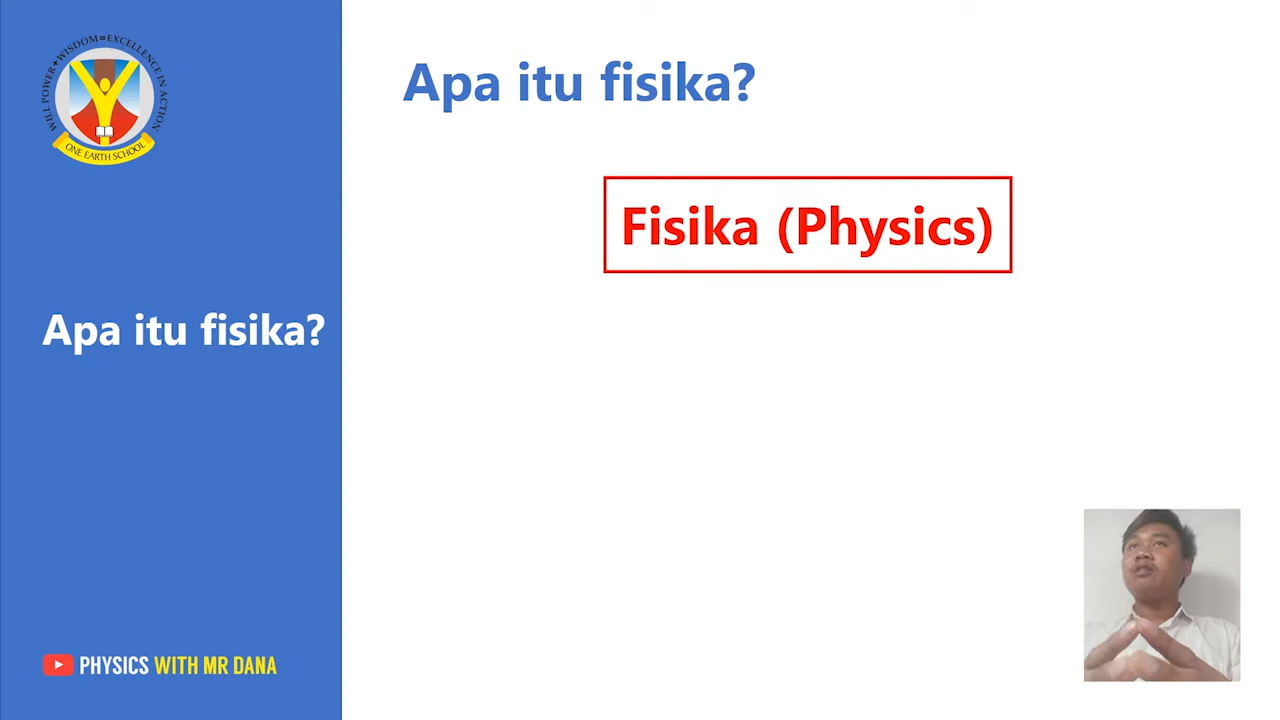 WILL POWER+WISDOM=EXCELLENCE IN ACTION
ONE EARTH SCHOOL
Apa itu fisika?
PHYSICS WITH MR DANA
Apa itu fisika?
Fisika (Physics)